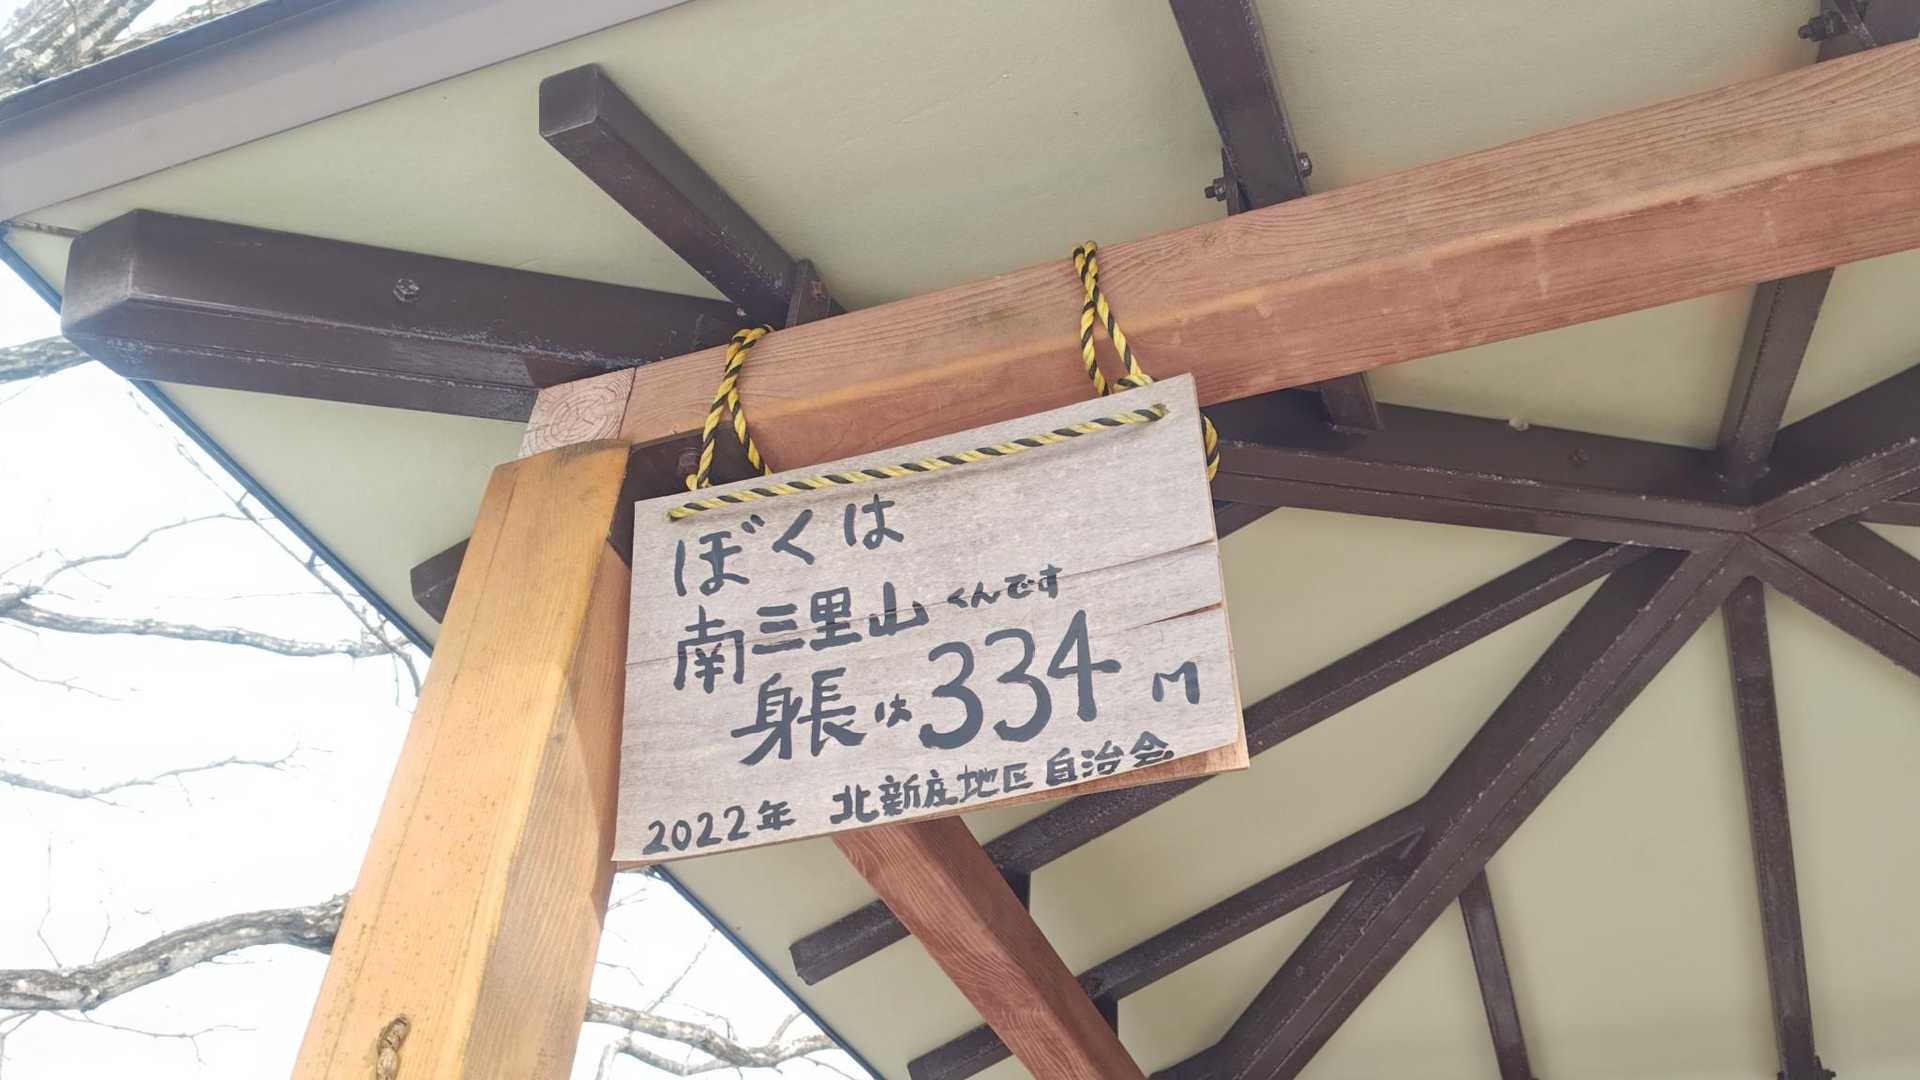 ぼくは
南三里山くんです
身長は334M
2022年 北新庄地区自治会